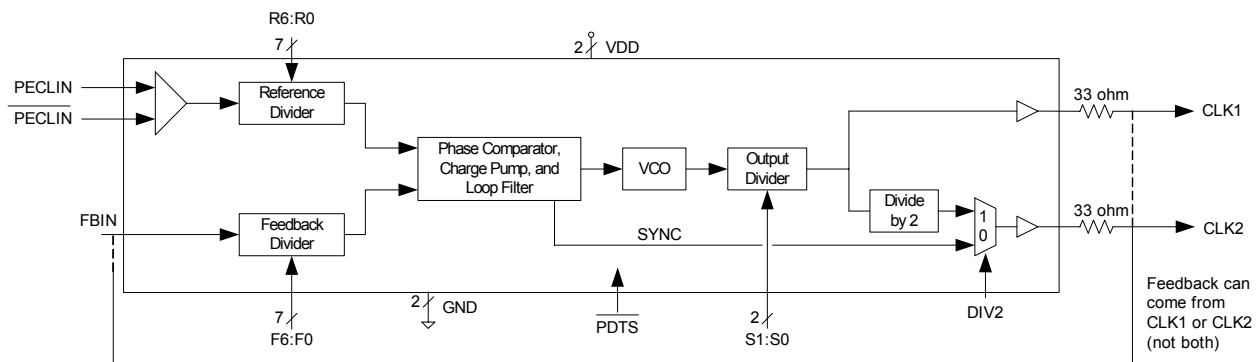 R6:R0
7
2 VDD
PECLIN
PECLIN
Reference
Divider
33 ohm
CLK1
Phase Comparator,
Charge Pump, and
Loop Filter
VCO
Output
Divider
Divide
by 2
1
0
33 ohm
CLK2
FBIN
Feedback
Divider
SYNC
2 GND
7
F6:F0
PDTS
2
S1:S0
DIV2
Feedback can
come from
CLK1 or CLK2
(not both)